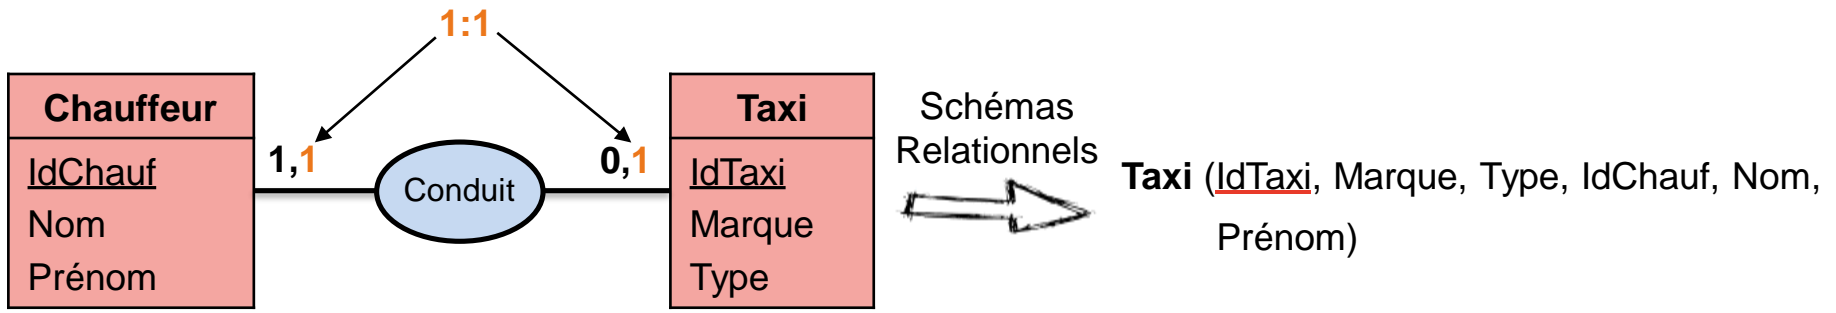 1:1
Chauffeur
IdChauf
Nom
Prénom
1,1
Conduit
0,1
Taxi
IdTaxi
Marque
Type
Schémas
Relationnels
Taxi (IdTaxi, Marque, Type, IdChauf, Nom,
Prénom)